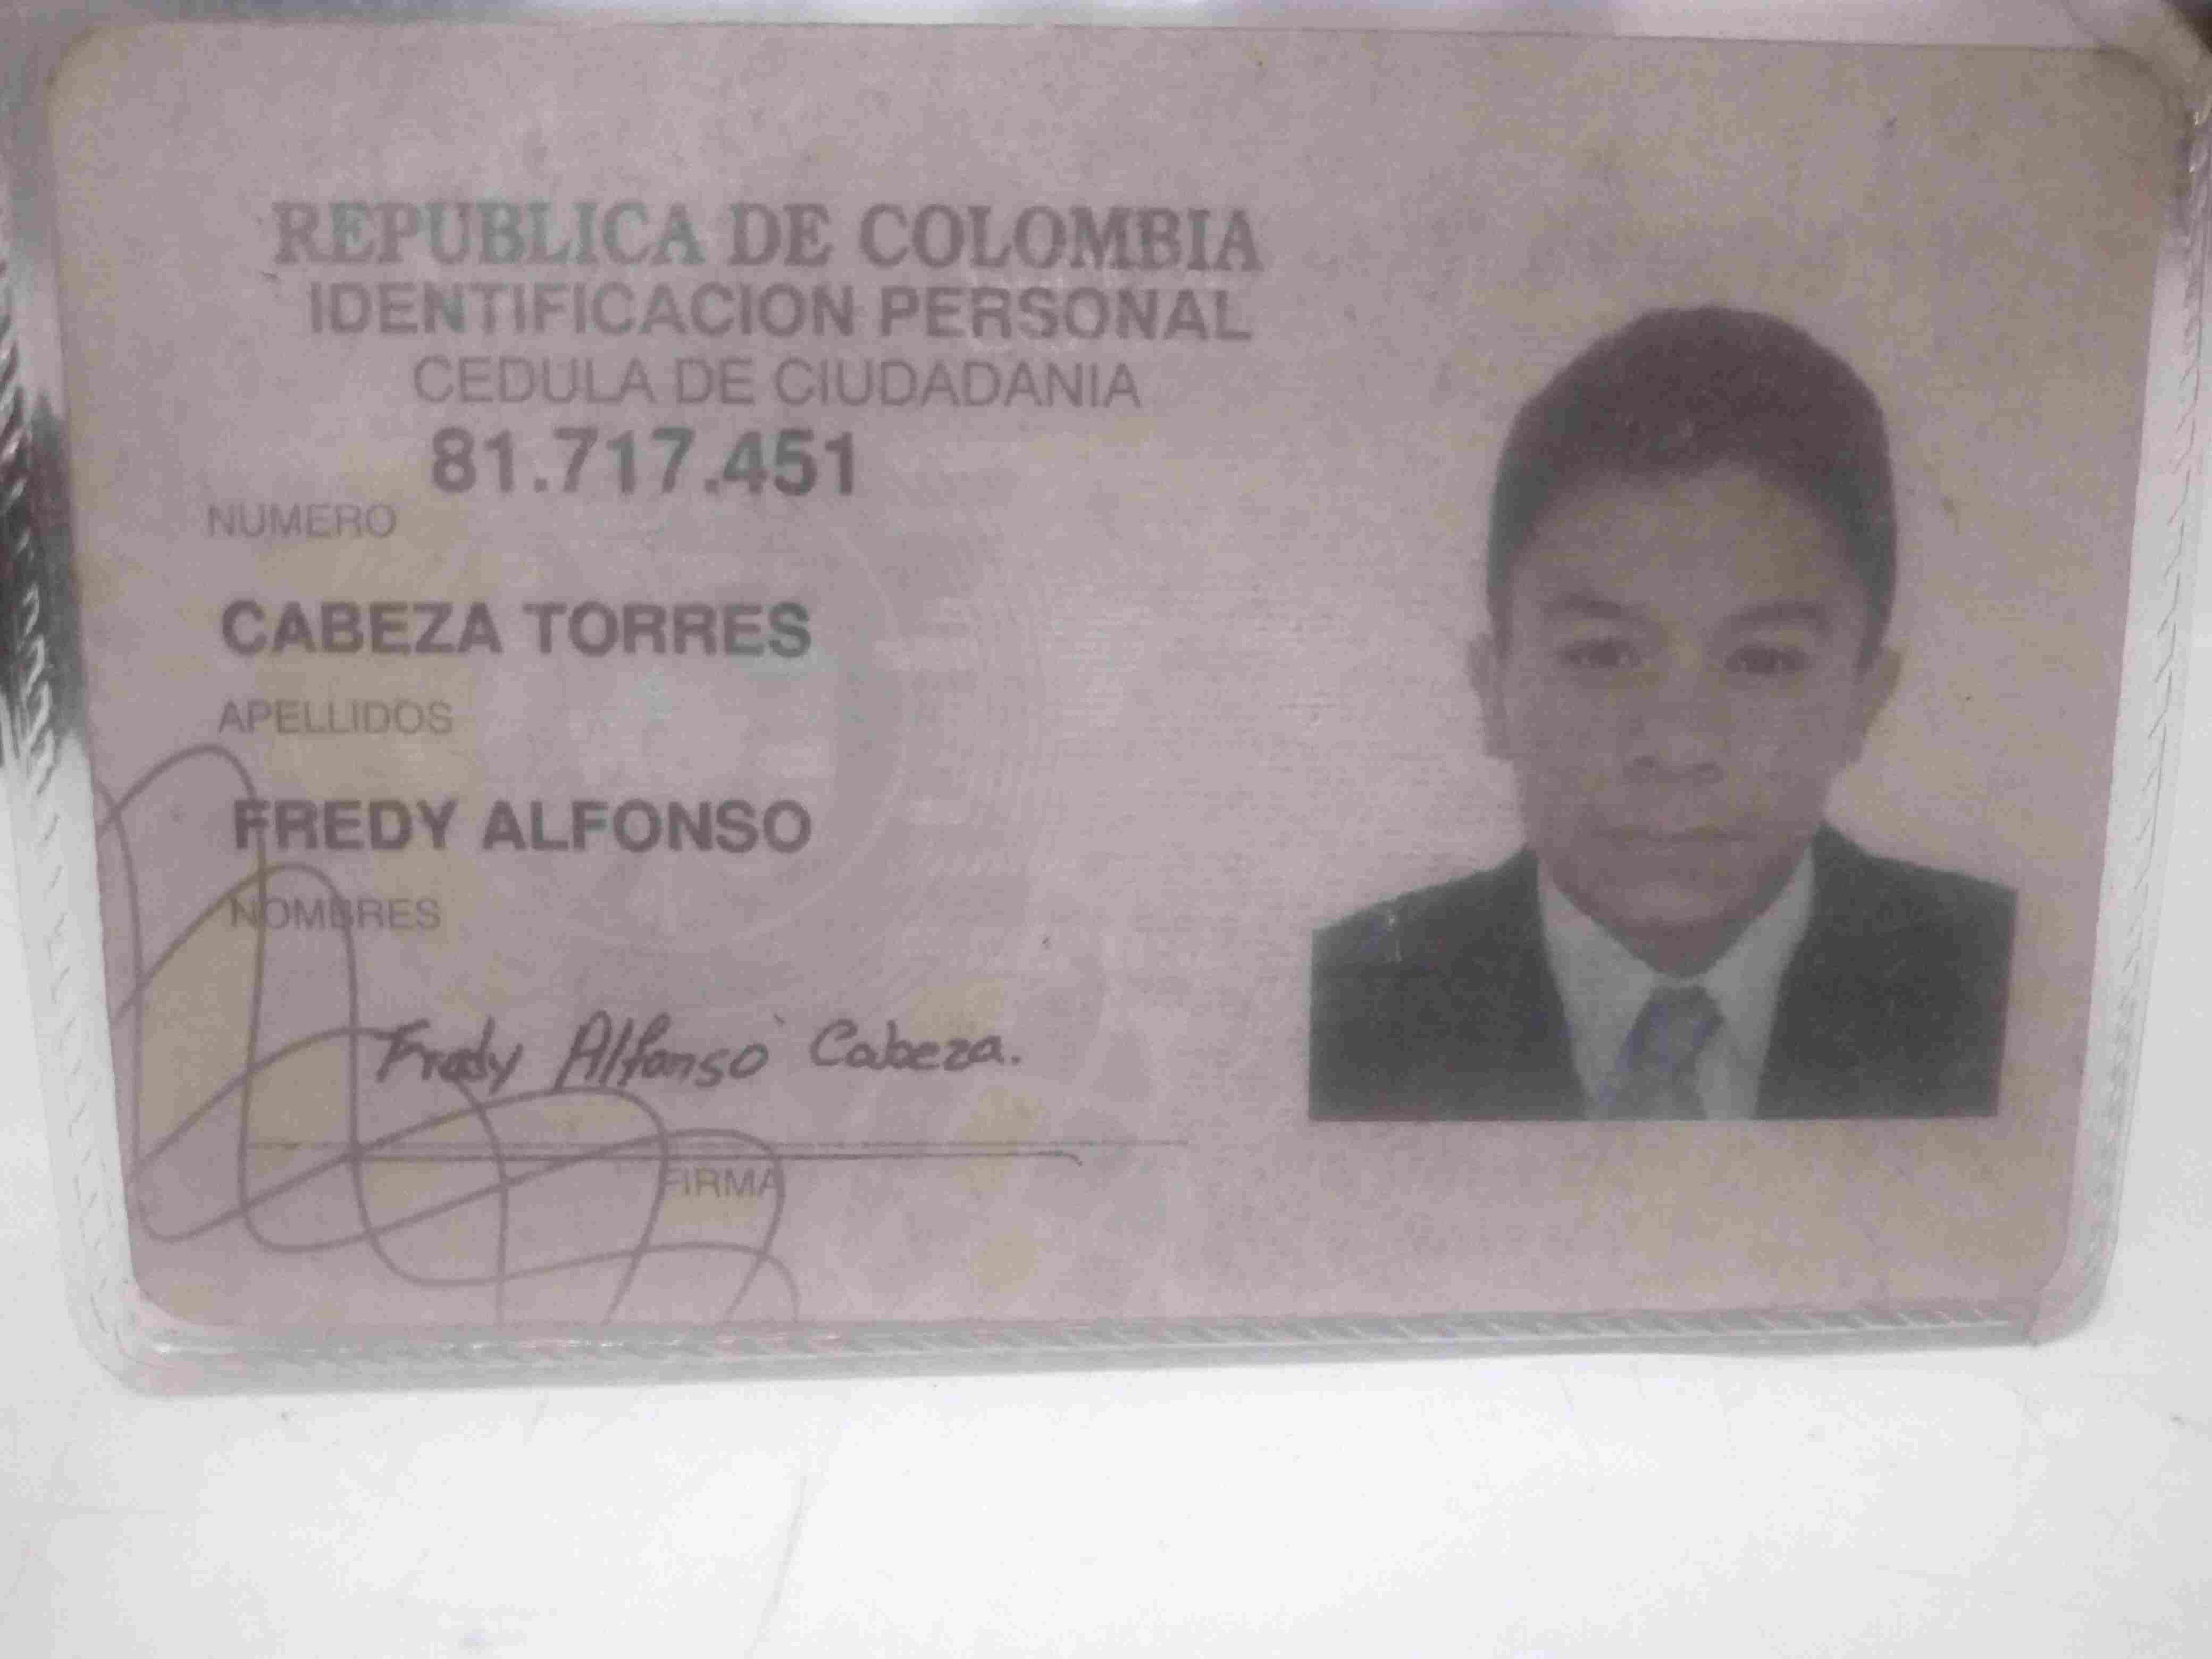 REPUBLICA DE COLOMBIA
IDENTIFICACION PERSONAL
CEDULA DE CIUDADANIA
81.717.451
NUMERO
CABEZA TORRES
APELLIDOS
FREDY ALFONSO
NOMBRES
Fredy Alfonso Cabeza.
FIRMA